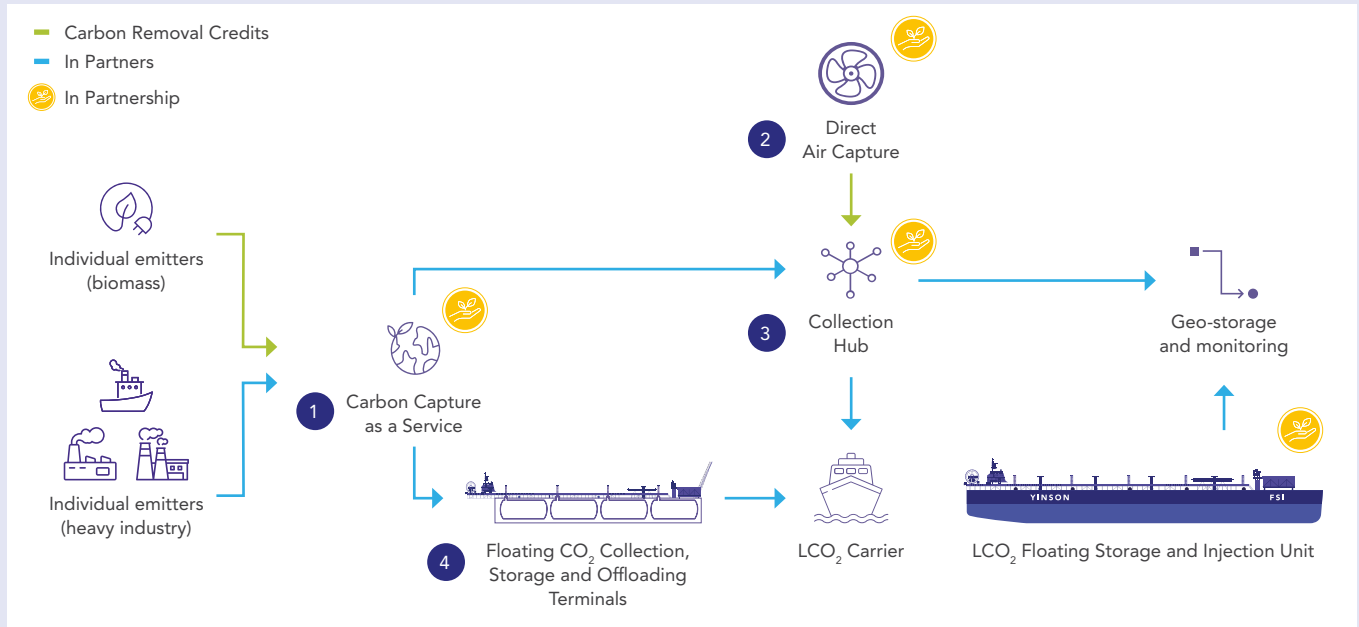 Carbon Removal Credits
In Partners
In Partnership
2
Direct
Air Capture
Individual emitters
(biomass)
3
Collection
Hub
Geo-storage
and monitoring
1
Carbon Capture
as a Service
Individual emitters
(heavy industry)
YINSON
FSI
4
Floating CO₂ Collection,
Storage and Offloading
Terminals
LCO₂ Carrier
LCO₂ Floating Storage and Injection Unit